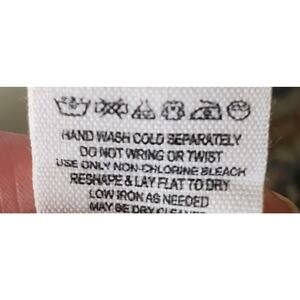 HAND WASH COLD SEPARATELY
DO NOT WRING OR TWIST
USE ONLY NON-CHLORINE BLEACH
RESHAPE & LAY FLAT TO DRY
LOW IRON AS NEEDED
MAY BE DRY CLEANED